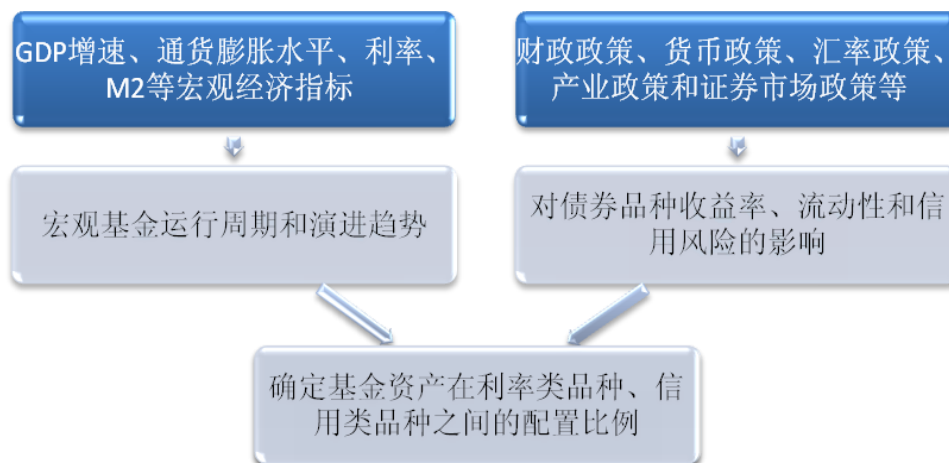 GDP增速、通货膨胀水平、利率、
M2等宏观经济指标
财政政策、货币政策、汇率政策、
产业政策和证券市场政策等
宏观基金运行周期和演进趋势
对债券品种收益率、流动性和信
用风险的影响
确定基金资产在利率类品种、信
用类品种之间的配置比例